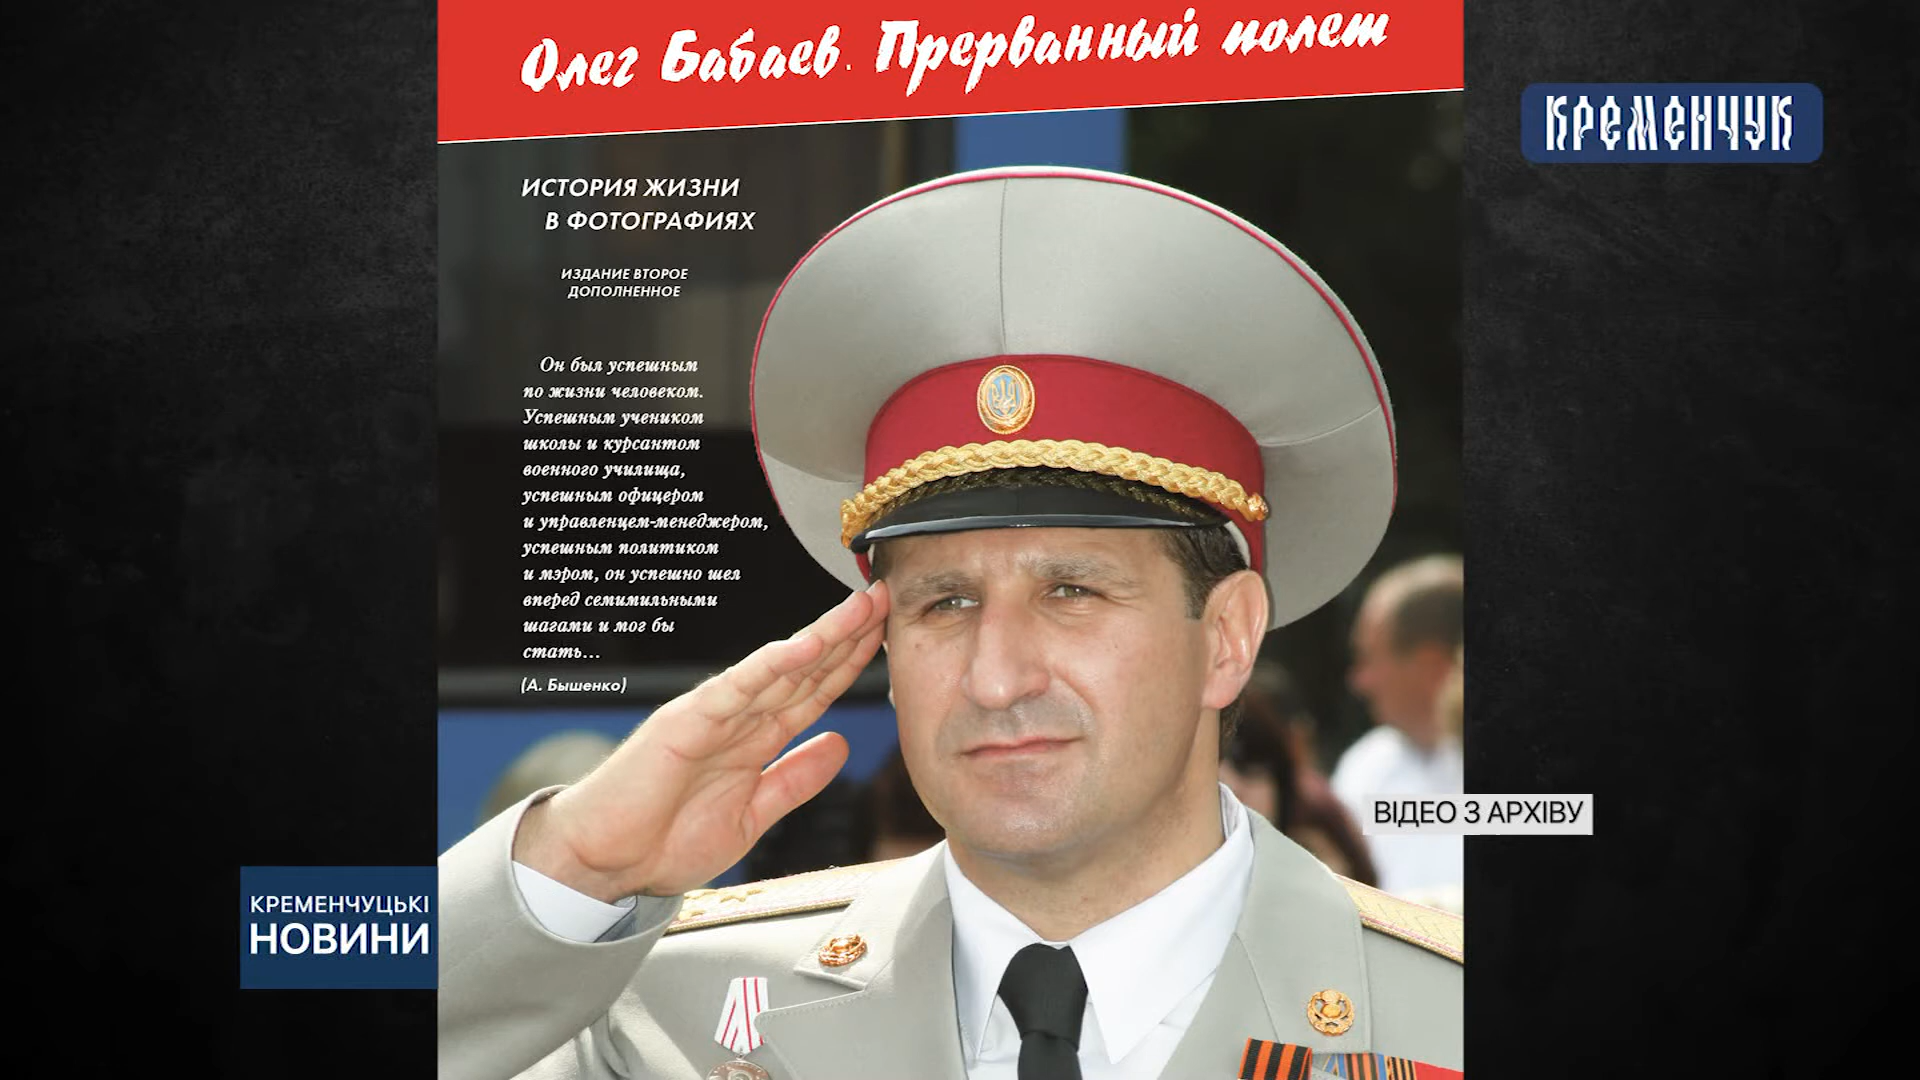 Олег Бабаев. Прерванный полет
КРЕМЕНЧУК
ИСТОРИЯ ЖИЗНИ
В ФОТОГРАФИЯХ
ИЗДАНИЕ ВТОРОЕ
ДОПОЛНЕННОЕ
Он был успешным
по жизни человеком.
Успешным учеником
школы и курсантом
военного училища,
успешным офицером
и управленцем-менеджером,
успешным политиком
и мэром, он успешно шел
вперед семимильными
шагами и мог бы
стать...
(А. Бышенко)
ВІДЕО З АРХІВУ
КРЕМЕНЧУЦЬКІ
НОВИНИ